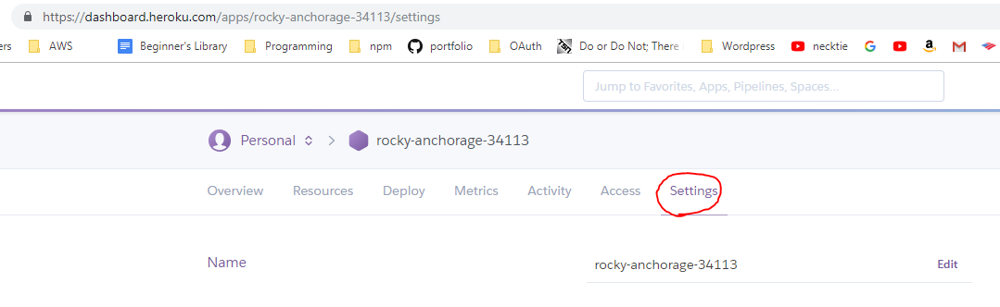 https://dashboard.heroku.com/apps/rocky-anchorage-34113/settings
ers AWS Beginner's Library Programming npm portfolio OAuth Do or Do Not; There Wordpress necktie
Jump to Favorites, Apps, Pipelines, Spaces...
Personal rocky-anchorage-34113
Overview Resources Deploy Metrics Activity Access Settings
Name rocky-anchorage-34113 Edit